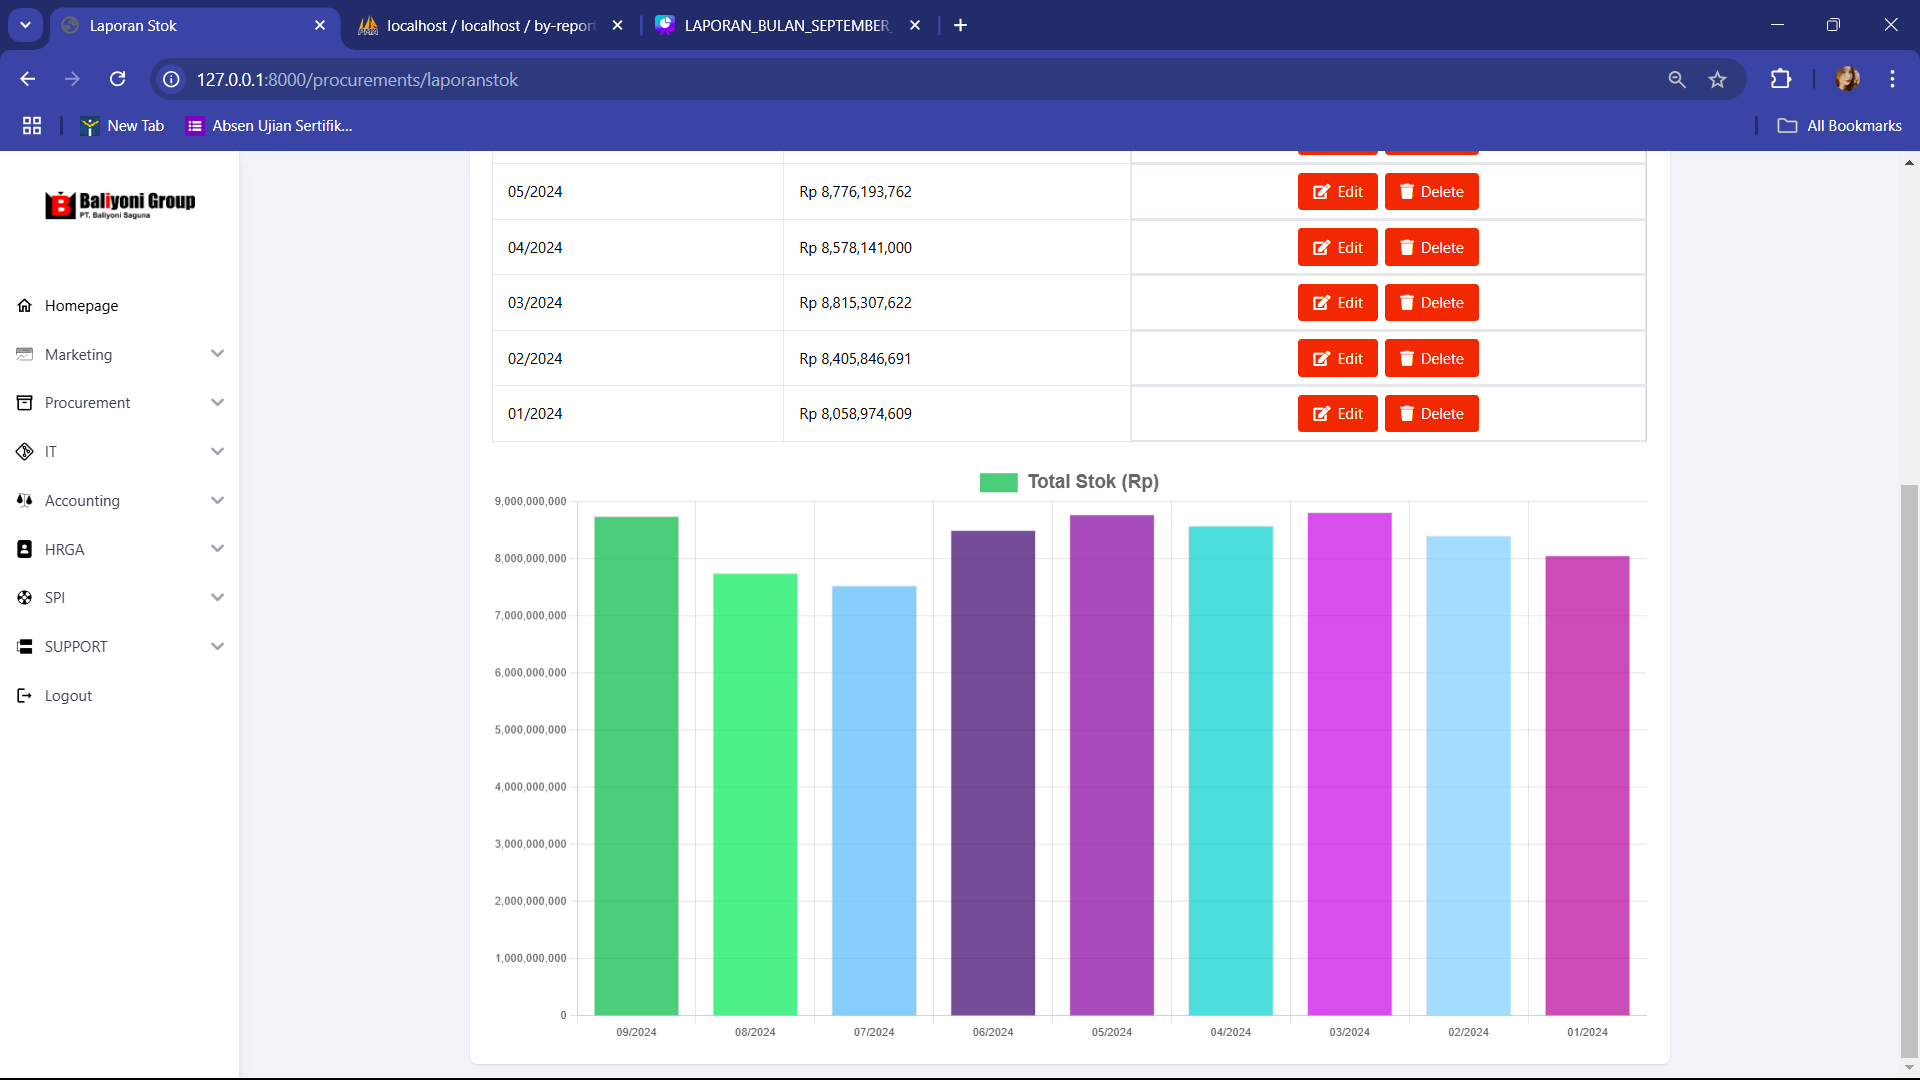 Laporan Stok
localhost / localhost / by-repor
LAPORAN_BULAN_SEPTEMBER_
127.0.0.1:8000/procurements/laporanstok
New Tab
Absen Ujian Sertifik...
All Bookmarks
Baliyoni Group
PT. Baliyoni Saguna
Homepage
Marketing
Procurement
IT
Accounting
HRGA
SPI
SUPPORT
Logout
05/2024 Rp 8,776,193,762 Edit Delete
04/2024 Rp 8,578,141,000 Edit Delete
03/2024 Rp 8,815,307,622 Edit Delete
02/2024 Rp 8,405,846,691 Edit Delete
01/2024 Rp 8,058,974,609 Edit Delete
Total Stok (Rp)
9,000,000,000
8,000,000,000
7,000,000,000
6,000,000,000
5,000,000,000
4,000,000,000
3,000,000,000
2,000,000,000
1,000,000,000
0
09/2024 08/2024 07/2024 06/2024 05/2024 04/2024 03/2024 02/2024 01/2024